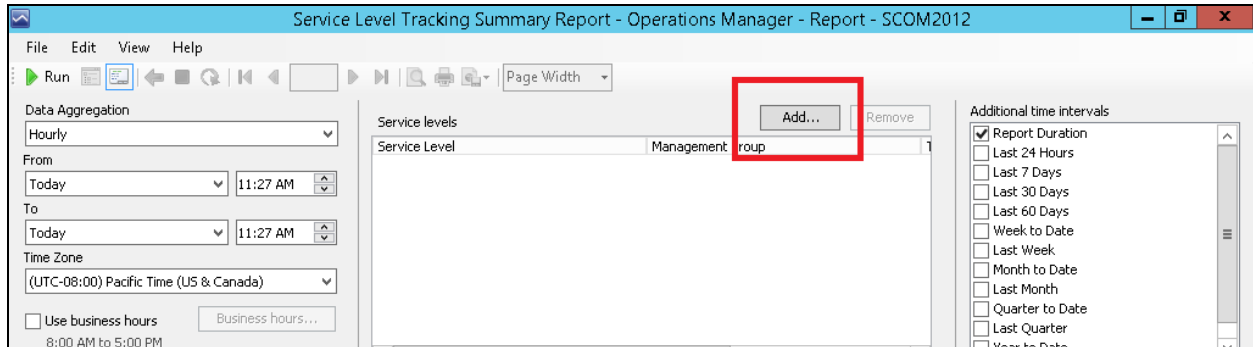 Service Level Tracking Summary Report - Operations Manager - Report - SCOM2012
File Edit View Help
Run Page Width
Data Aggregation
Hourly
From
Today 11:27 AM
To
Today 11:27 AM
Time Zone
(UTC-08:00) Pacific Time (US & Canada)
Use business hours Business hours...
8:00 AM to 5:00 PM
Service levels Add... Remove
Service Level Management Group
Additional time intervals
Report Duration
Last 24 Hours
Last 7 Days
Last 30 Days
Last 60 Days
Week to Date
Last Week
Month to Date
Last Month
Quarter to Date
Last Quarter
Year to Date